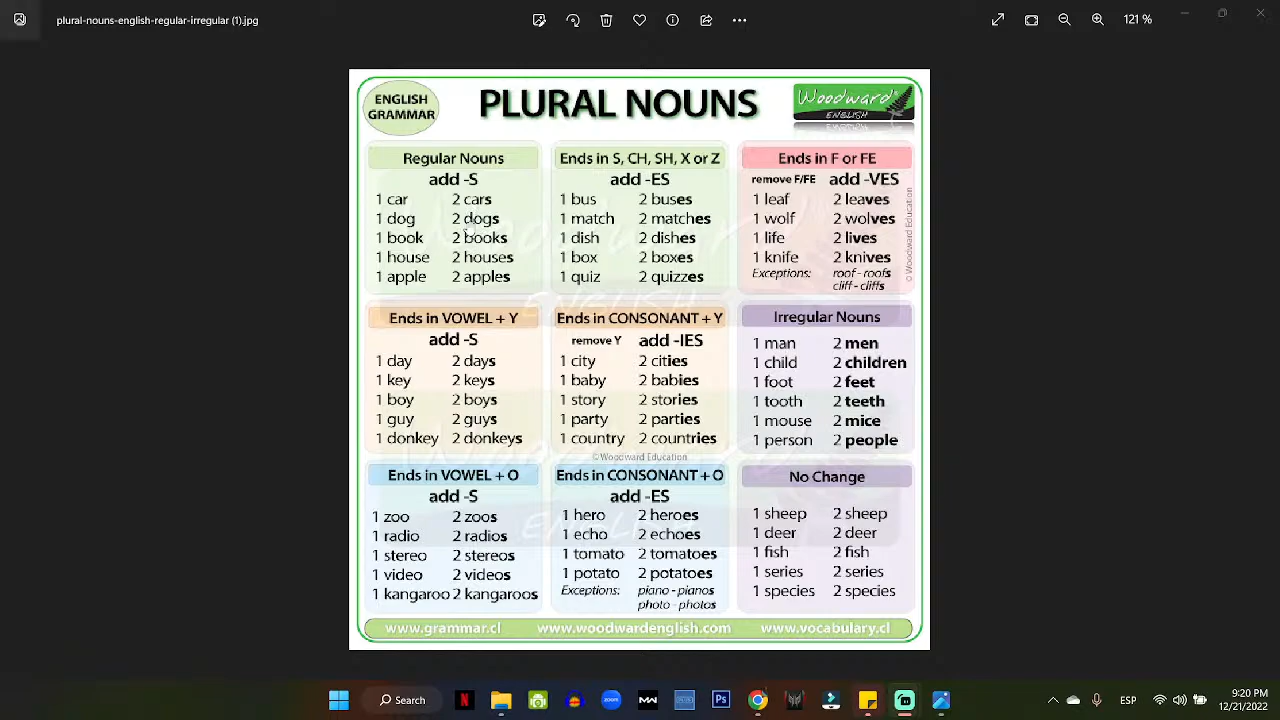 plural-nouns-english-regular-irregular (1).jpg
121 %
ENGLISH
GRAMMAR
PLURAL NOUNS
Woodward®
ENGLISH
Regular Nouns
add -S
1 car 2 cars
1 dog 2 dogs
1 book 2 books
1 house 2 houses
1 apple 2 apples
Ends in S, CH, SH, X or Z
add -ES
1 bus 2 buses
1 match 2 matches
1 dish 2 dishes
1 box 2 boxes
1 quiz 2 quizzes
Ends in F or FE
remove F/FE add -VES
1 leaf 2 leaves
1 wolf 2 wolves
1 life 2 lives
1 knife 2 knives
Exceptions: roof - roofs
cliff - cliffs
© Woodward Education
Ends in VOWEL + Y
add -S
1 day 2 days
1 key 2 keys
1 boy 2 boys
1 guy 2 guys
1 donkey 2 donkeys
Ends in CONSONANT + Y
remove Y add -IES
1 city 2 cities
1 baby 2 babies
1 story 2 stories
1 party 2 parties
1 country 2 countries
©Woodward Education
Irregular Nouns
1 man 2 men
1 child 2 children
1 foot 2 feet
1 tooth 2 teeth
1 mouse 2 mice
1 person 2 people
Ends in VOWEL + O
add -S
1 zoo 2 zoos
1 radio 2 radios
1 stereo 2 stereos
1 video 2 videos
1 kangaroo 2 kangaroos
Ends in CONSONANT + O
add -ES
1 hero 2 heroes
1 echo 2 echoes
1 tomato 2 tomatoes
1 potato 2 potatoes
Exceptions: piano - pianos
photo - photos
No Change
1 sheep 2 sheep
1 deer 2 deer
1 fish 2 fish
1 series 2 series
1 species 2 species
www.grammar.cl www.woodwardenglish.com www.vocabulary.cl
Search
N
zoom
MW
Ps
ESP
9:20 PM
12/21/2022